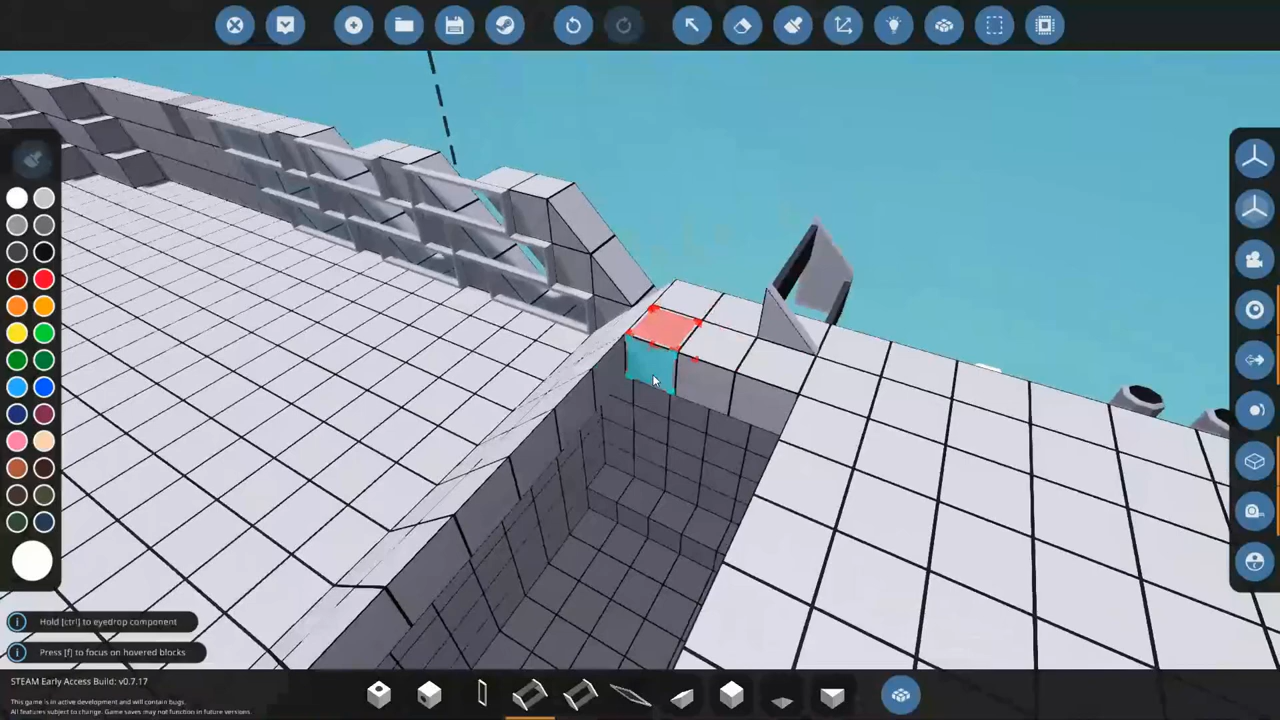 Hold [ctrl] to eyedrop component
Press [f] to focus on hovered blocks
STEAM Early Access Build: v0.7.17
This game is in active development and will contain bugs.
All features subject to change. Game saves may not function in future versions.